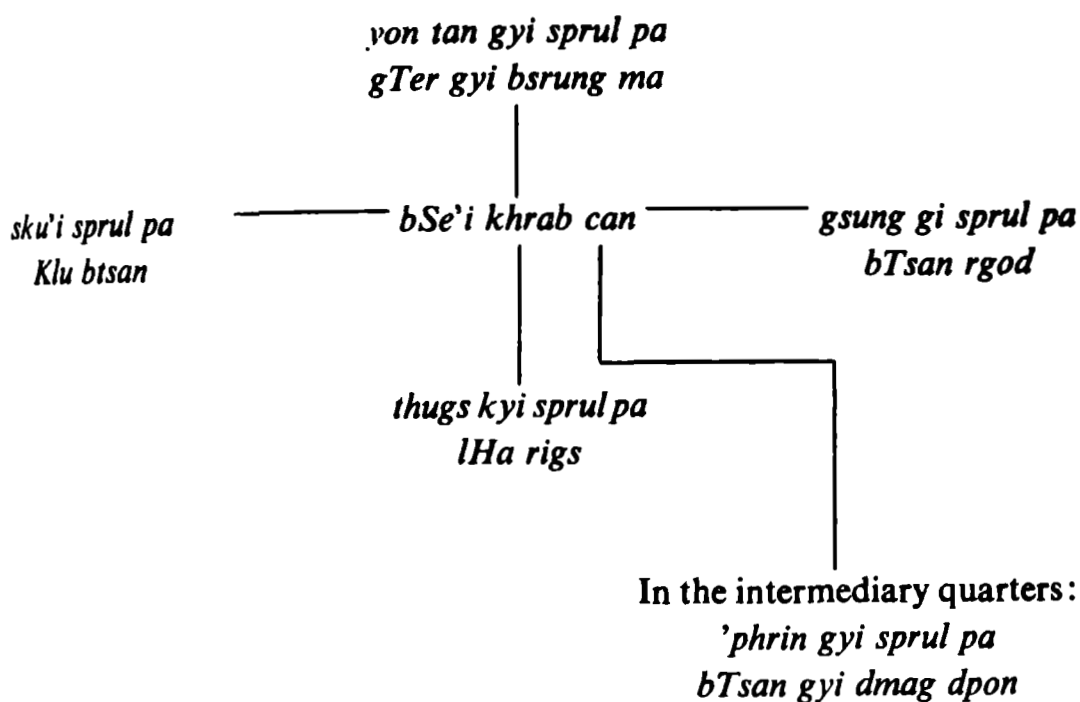 yon tan gyi sprul pa
gTer gyi bsrung ma
sku'i sprul pa
Klu btsan
bSe'i khrab can
gsung gi sprul pa
bTsan rgod
thugs kyi sprul pa
lHa rigs
In the intermediary quarters:
’phrin gyi sprul pa
bTsan gyi dmag dpon